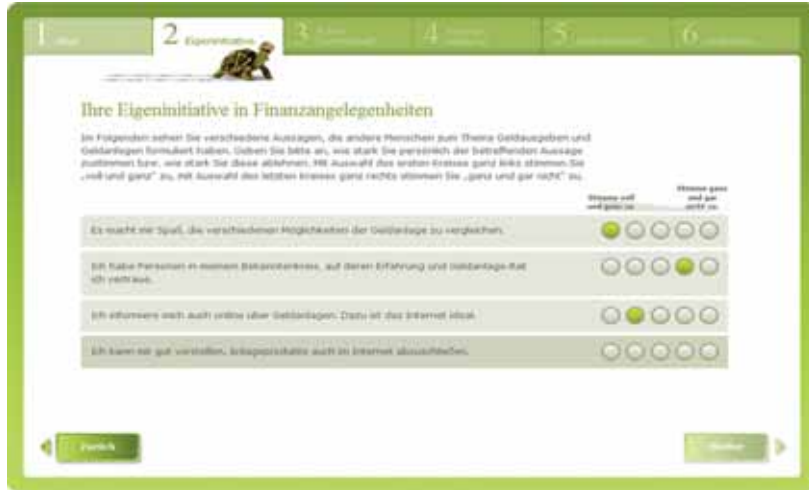 1
2 Eigeninitiative
3
4
5
6
Ihre Eigeninitiative in Finanzangelegenheiten
Im Folgenden sehen Sie verschiedene Aussagen, die andere Menschen zum Thema Geldausgeben und
Geldanlegen formuliert haben. Geben Sie bitte an, wie stark Sie persönlich der betreffenden Aussage
zustimmen bzw. wie stark Sie diese ablehnen. Mit Auswahl des ersten Kreises ganz links stimmen Sie
„voll und ganz" zu, mit Auswahl des letzten Kreises ganz rechts stimmen Sie „ganz und gar nicht" zu.
Stimme voll
und ganz zu
Stimme ganz
und gar
nicht zu
Es macht mir Spaß, die verschiedenen Möglichkeiten der Geldanlage zu vergleichen.
Ich habe Personen in meinem Bekanntenkreis, auf deren Erfahrung und Geldanlage-Rat
ich vertraue.
Ich informiere mich auch online über Geldanlagen. Dazu ist das Internet ideal.
Ich kann mir gut vorstellen, Anlageprodukte auch im Internet abzuschließen.
Zurück
Weiter